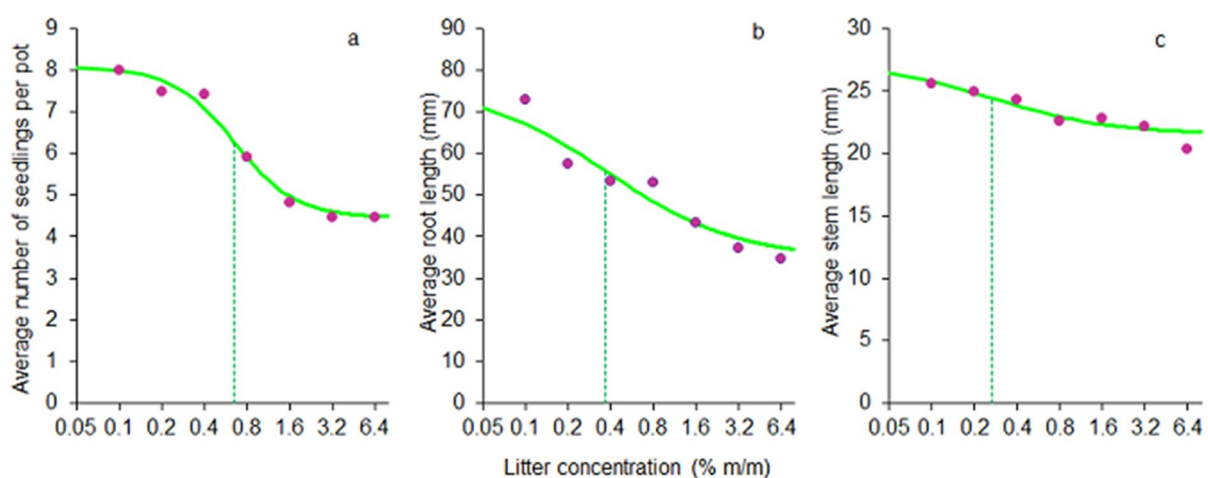 a
Average number of seedlings per pot
9
8
7
6
5
4
3
2
1
0
0.05 0.1 0.2 0.4 0.8 1.6 3.2 6.4
b
Average root length (mm)
90
80
70
60
50
40
30
20
10
0
0.05 0.1 0.2 0.4 0.8 1.6 3.2 6.4
c
Average stem length (mm)
30
25
20
15
10
5
0
0.05 0.1 0.2 0.4 0.8 1.6 3.2 6.4
Litter concentration (% m/m)